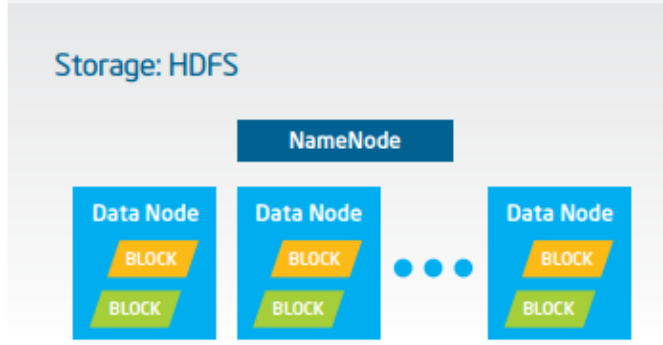 Storage: HDFS
NameNode
Data Node Data Node Data Node
BLOCK BLOCK BLOCK
BLOCK BLOCK BLOCK